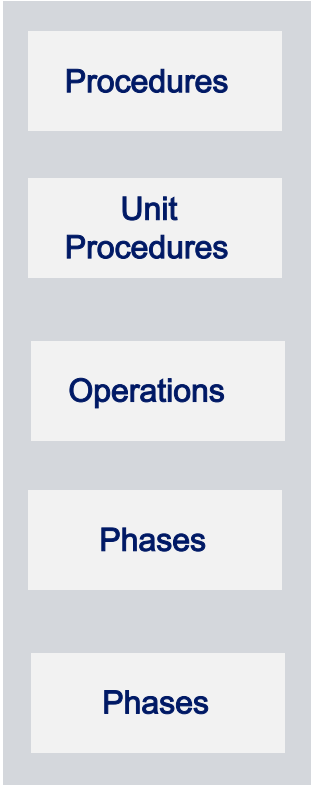 Procedures
Unit
Procedures
Operations
Phases
Phases